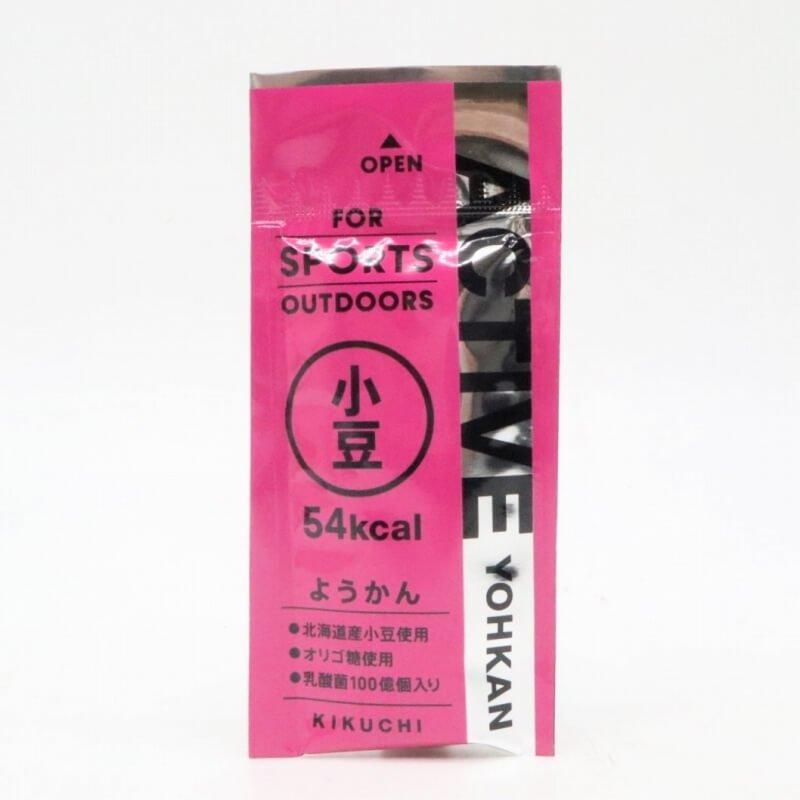 ▲
OPEN
FOR
SPORTS
OUTDOORS
小豆
54kcal
ようかん
●北海道産小豆使用
●オリゴ糖使用
●乳酸菌100億個入り
KIKUCHI
ACTIVE
YOHKAN